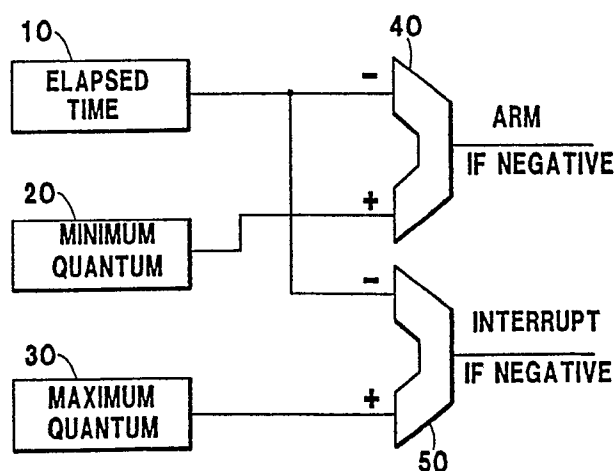 10
ELAPSED
TIME
20
MINIMUM
QUANTUM
30
MAXIMUM
QUANTUM
40
-
+
ARM
IF NEGATIVE
-
+
INTERRUPT
IF NEGATIVE
50